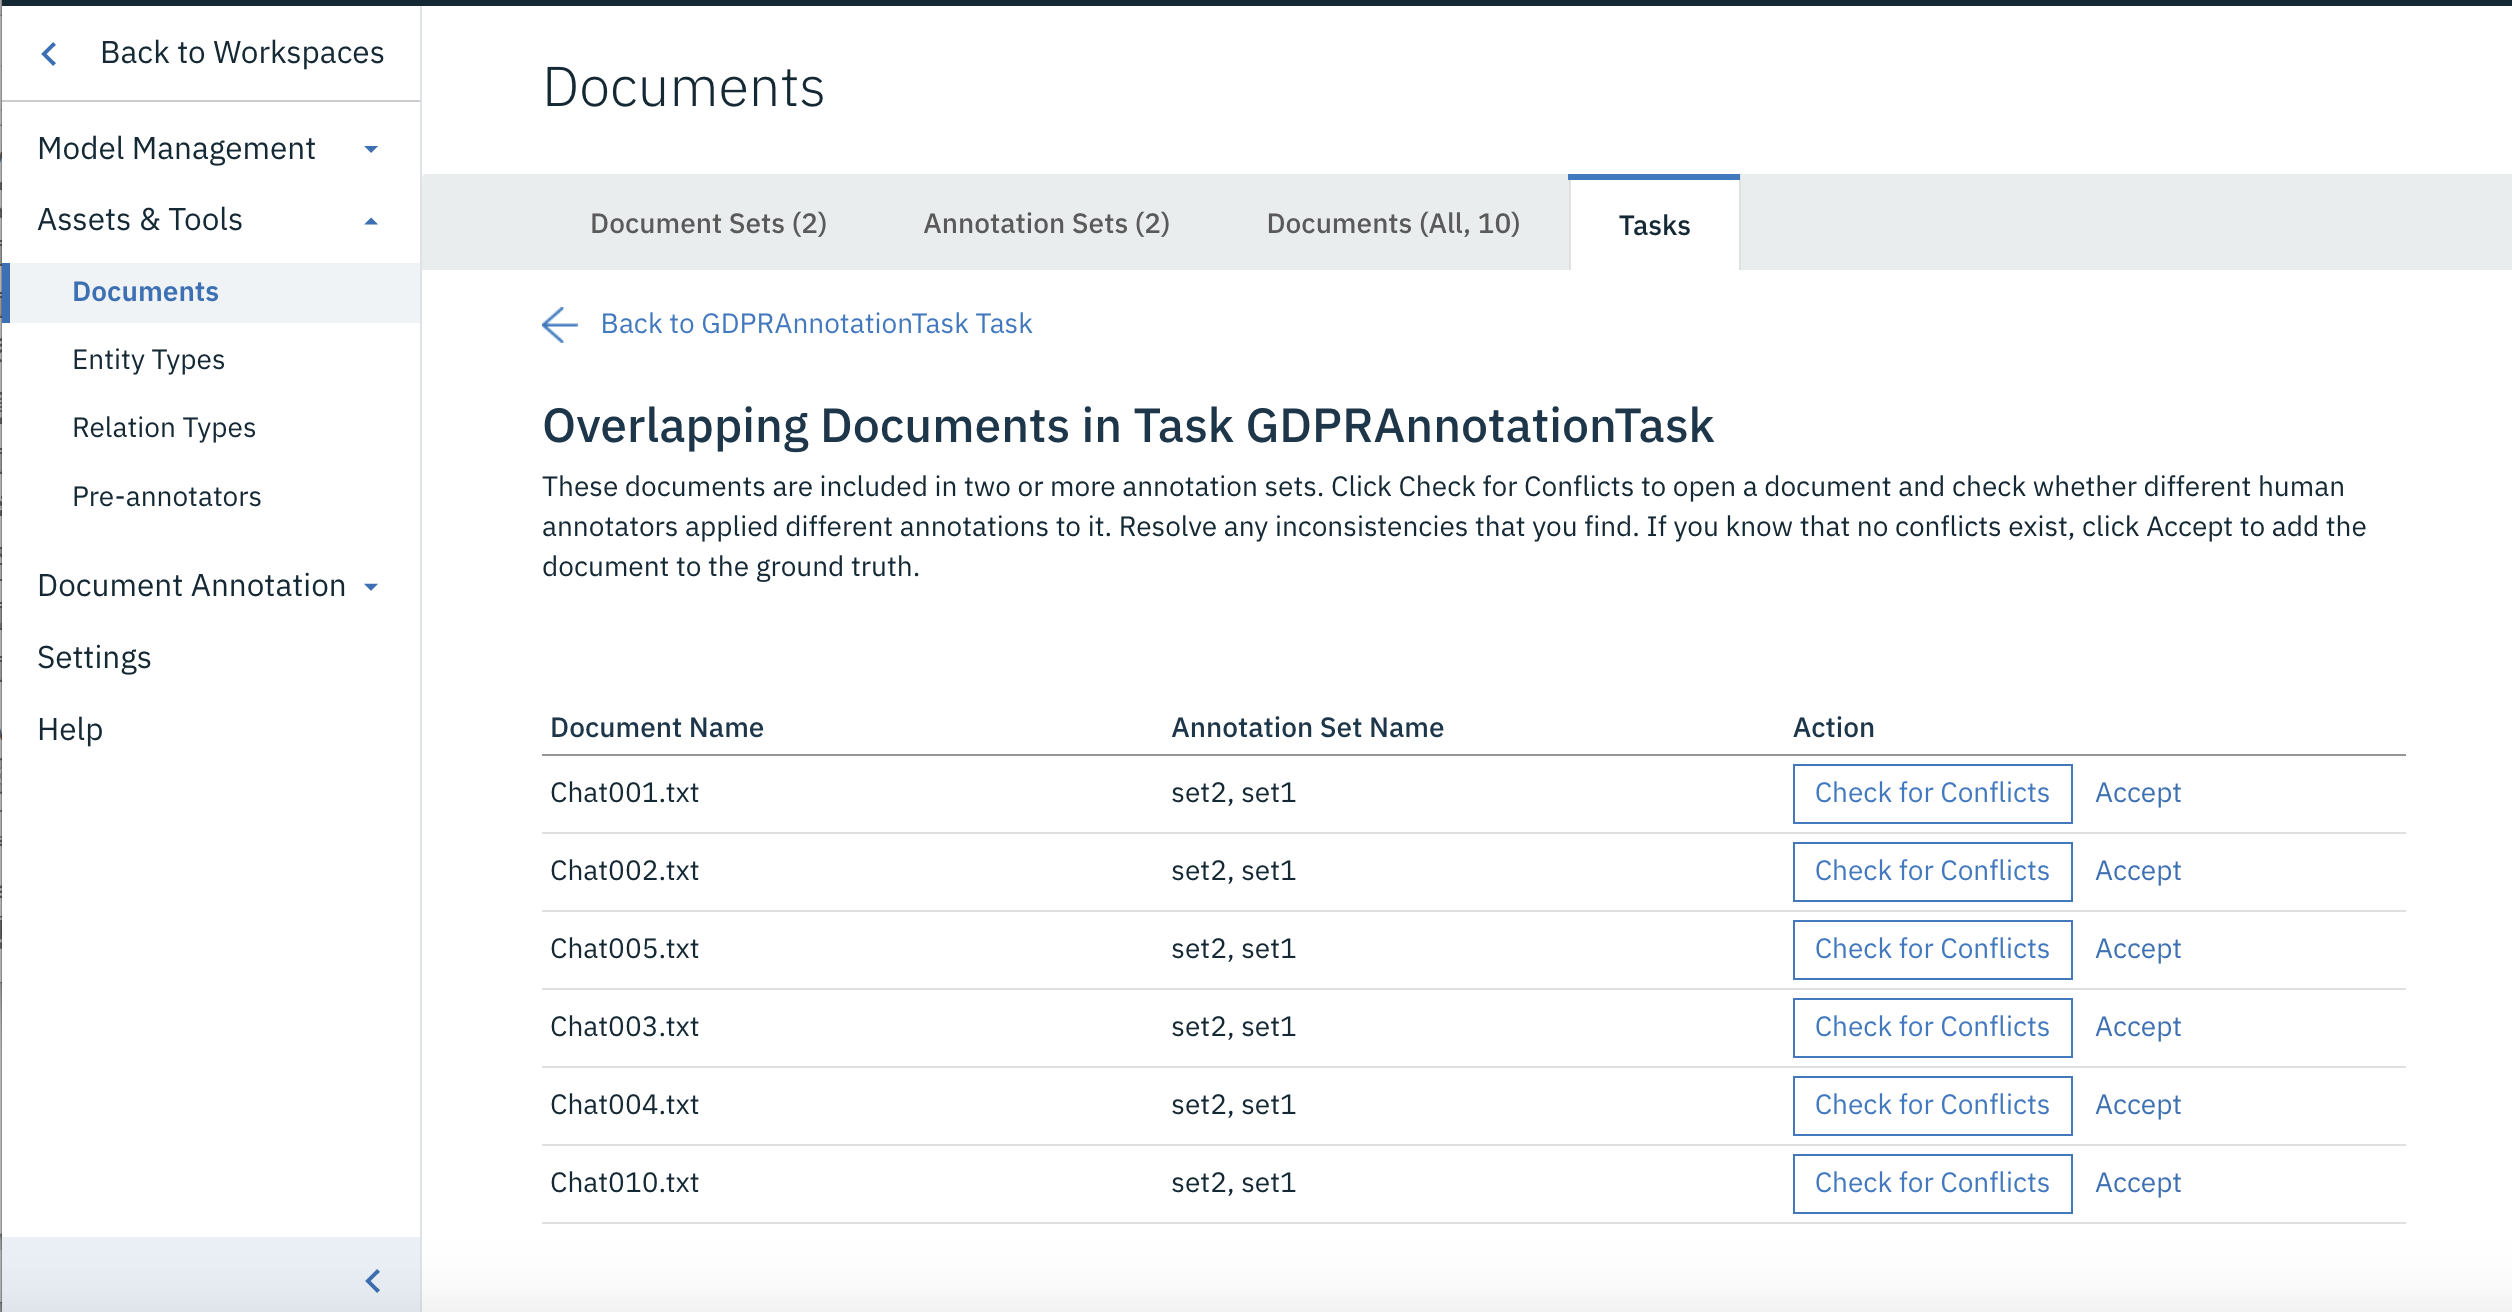 Back to Workspaces
Model Management
Assets & Tools
Documents
Entity Types
Relation Types
Pre-annotators
Document Annotation
Settings
Help
Documents
Document Sets (2)
Annotation Sets (2)
Documents (All, 10)
Tasks
Back to GDPRAnnotationTask Task
Overlapping Documents in Task GDPRAnnotationTask
These documents are included in two or more annotation sets. Click Check for Conflicts to open a document and check whether different human
annotators applied different annotations to it. Resolve any inconsistencies that you find. If you know that no conflicts exist, click Accept to add the
document to the ground truth.
Document Name Annotation Set Name Action
Chat001.txt set2, set1 Check for Conflicts Accept
Chat002.txt set2, set1 Check for Conflicts Accept
Chat005.txt set2, set1 Check for Conflicts Accept
Chat003.txt set2, set1 Check for Conflicts Accept
Chat004.txt set2, set1 Check for Conflicts Accept
Chat010.txt set2, set1 Check for Conflicts Accept